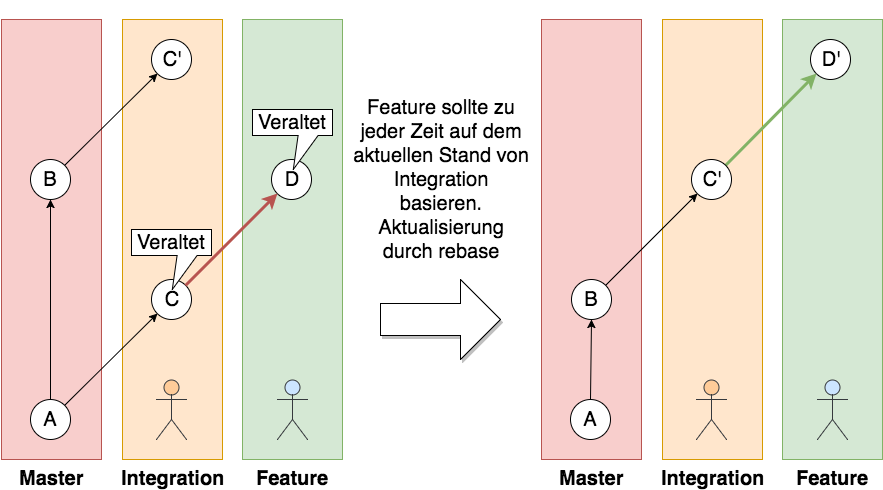 C'
D'
Veraltet
Feature sollte zu
jeder Zeit auf dem
aktuellen Stand von
Integration
basieren.
Aktualisierung
durch rebase
B
D
C'
Veraltet
C
B
A
A
Master
Integration
Feature
Master
Integration
Feature